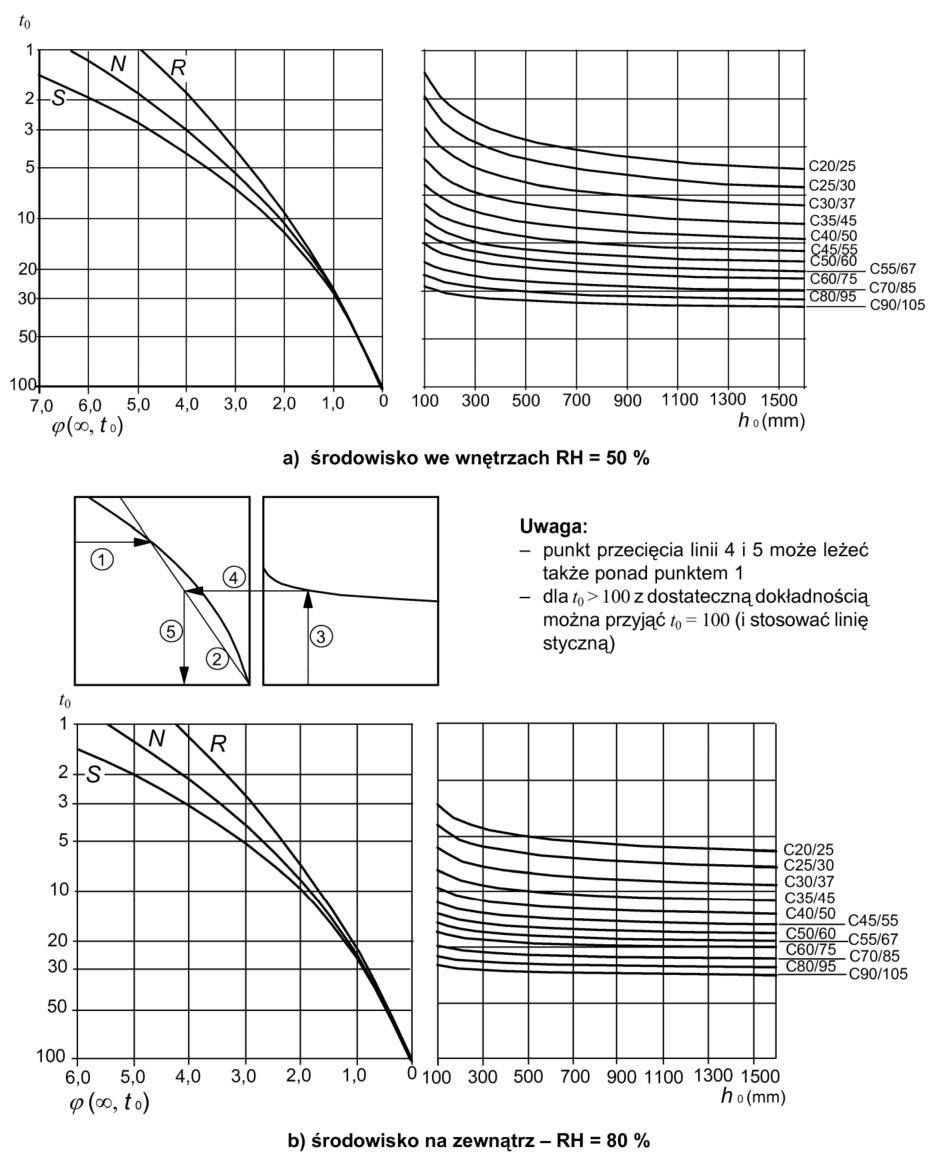 t0
1
2
3
5
10
20
30
50
100
S
N
R
7,0 6,0 5,0 4,0 3,0 2,0 1,0 0
φ(∞, t 0)
C20/25
C25/30
C30/37
C35/45
C40/50
C45/55
C50/60
C55/67
C60/75
C70/85
C80/95
C90/105
100 300 500 700 900 1100 1300 1500
h 0 (mm)
a) środowisko we wnętrzach RH = 50 %
1
2
3
4
5
Uwaga:
– punkt przecięcia linii 4 i 5 może leżeć
także ponad punktem 1
– dla t0 > 100 z dostateczną dokładnością
można przyjąć t0 = 100 (i stosować linię
styczną)
t0
1
2
3
5
10
20
30
50
100
S
N
R
6,0 5,0 4,0 3,0 2,0 1,0 0
φ (∞, t 0)
C20/25
C25/30
C30/37
C35/45
C40/50
C45/55
C50/60
C55/67
C60/75
C70/85
C80/95
C90/105
100 300 500 700 900 1100 1300 1500
h 0 (mm)
b) środowisko na zewnątrz – RH = 80 %